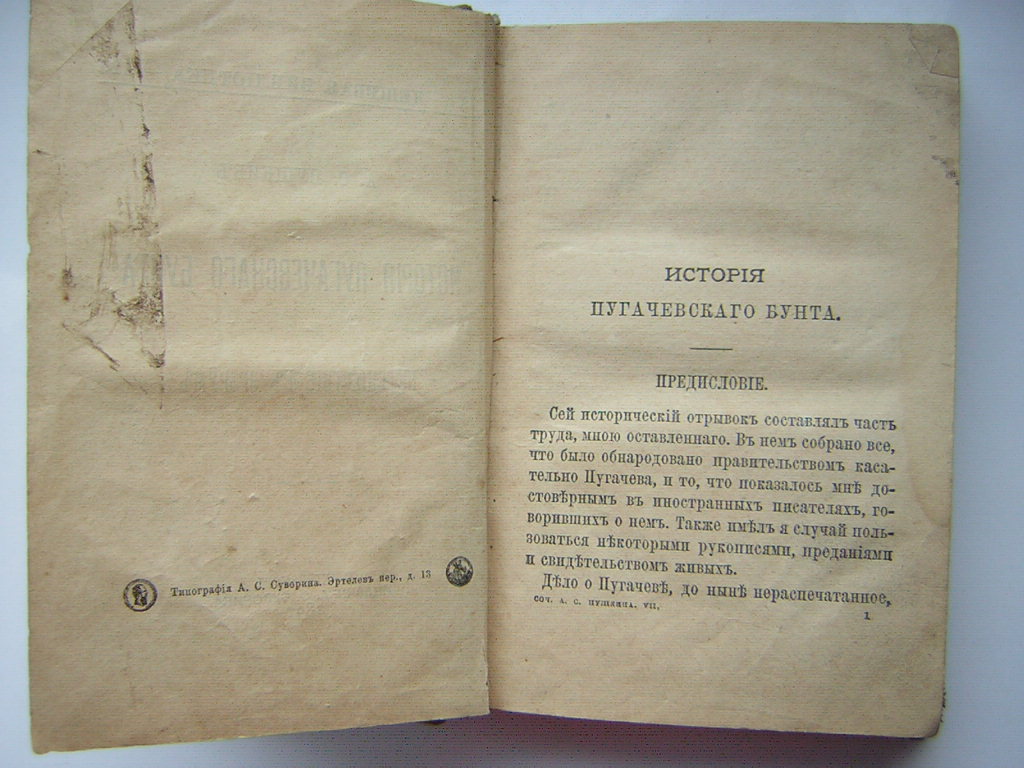 Типографія А. С. Суворина. Эртелевъ пер., д. 13
ИСТОРІЯ
ПУГАЧЕВСКАГО БУНТА.
ПРЕДИСЛОВІЕ.
Сей историческій отрывокъ составлялъ часть
труда, мною оставленнаго. Въ немъ собрано все,
что было обнародовано правительствомъ каса-
тельно Пугачева, и то, что показалось мнѣ до-
стовѣрнымъ въ иностранныхъ писателяхъ, го-
ворившихъ о немъ. Также имѣлъ я случай поль-
зоваться нѣкоторыми рукописями, преданіями
и свидѣтельствомъ живыхъ.
Дѣло о Пугачевѣ, до нынѣ нераспечатанное,
СОЧ. А. С. ПУШКИНА. VII.
1